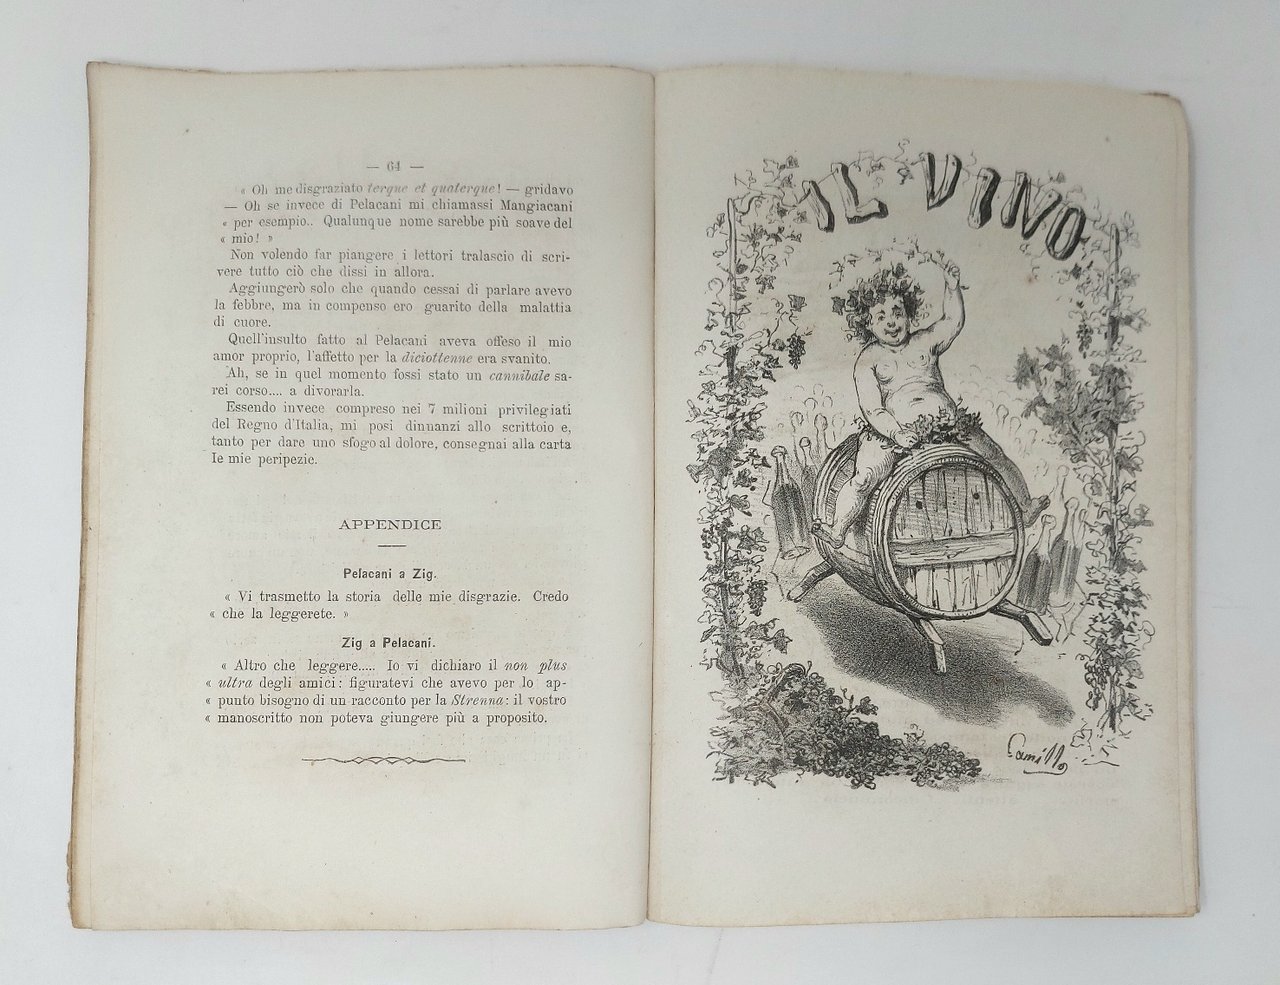 — 64 —
« Oh me disgraziato terque et quaterque! — gridavo
— Oh se invece di Pelacani mi chiamassi Mangiacani
« per esempio.. Qualunque nome sarebbe più soave del
« mio! »
Non volendo far piangere i lettori tralascio di scri-
vere tutto ciò che dissi in allora.
Aggiungerò solo che quando cessai di parlare avevo
la febbre, ma in compenso ero guarito della malattia
di cuore.
Quell'insulto fatto al Pelacani aveva offeso il mio
amor proprio, l'affetto per la diciottenne era svanito.
Ah, se in quel momento fossi stato un cannibale sa-
rei corso.... a divorarla.
Essendo invece compreso nei 7 milioni privilegiati
del Regno d'Italia, mi posi dinnanzi allo scrittoio e,
tanto per dare uno sfogo al dolore, consegnai alla carta
le mie peripezie.
APPENDICE
Pelacani a Zig.
« Vi trasmetto la storia delle mie disgrazie. Credo
« che la leggerete. »
Zig a Pelacani.
« Altro che leggere..... Io vi dichiaro il non plus
« ultra degli amici: figuratevi che avevo per lo ap-
« punto bisogno di un racconto per la Strenna: il vostro
« manoscritto non poteva giungere più a proposito.
IL VINO
Camillo